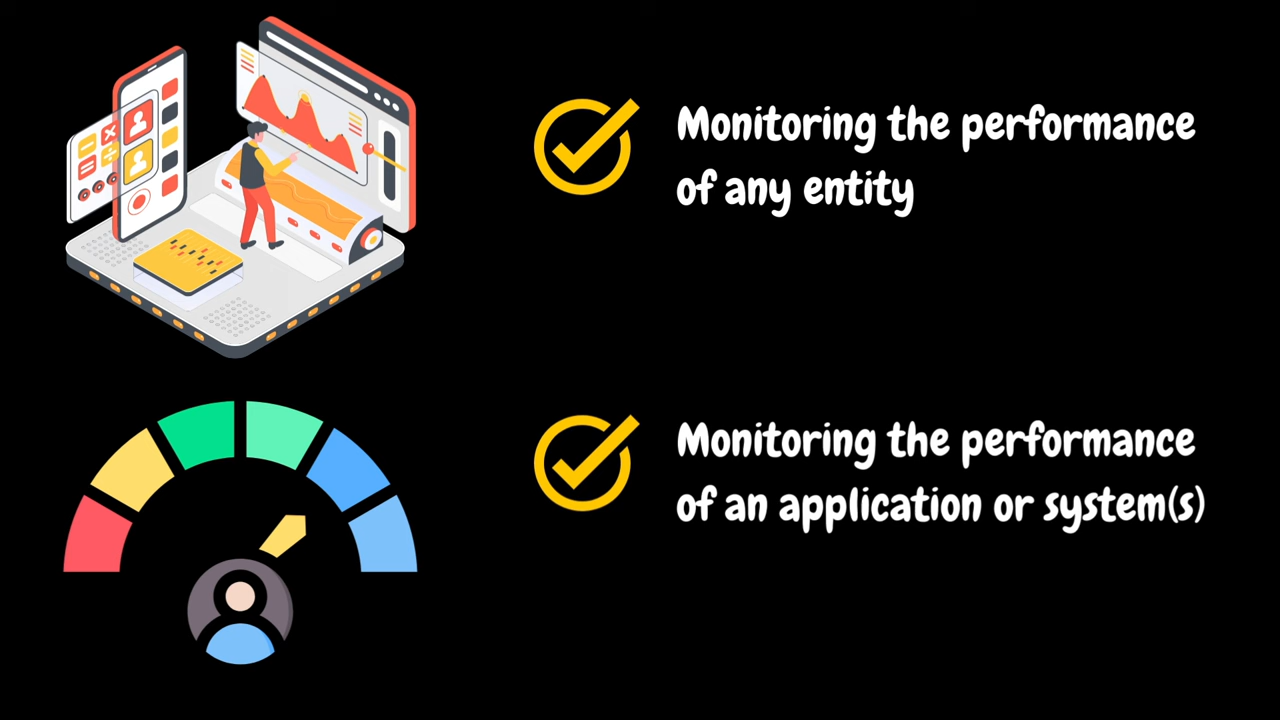 Monitoring the performance
of any entity
Monitoring the performance
of an application or system(s)